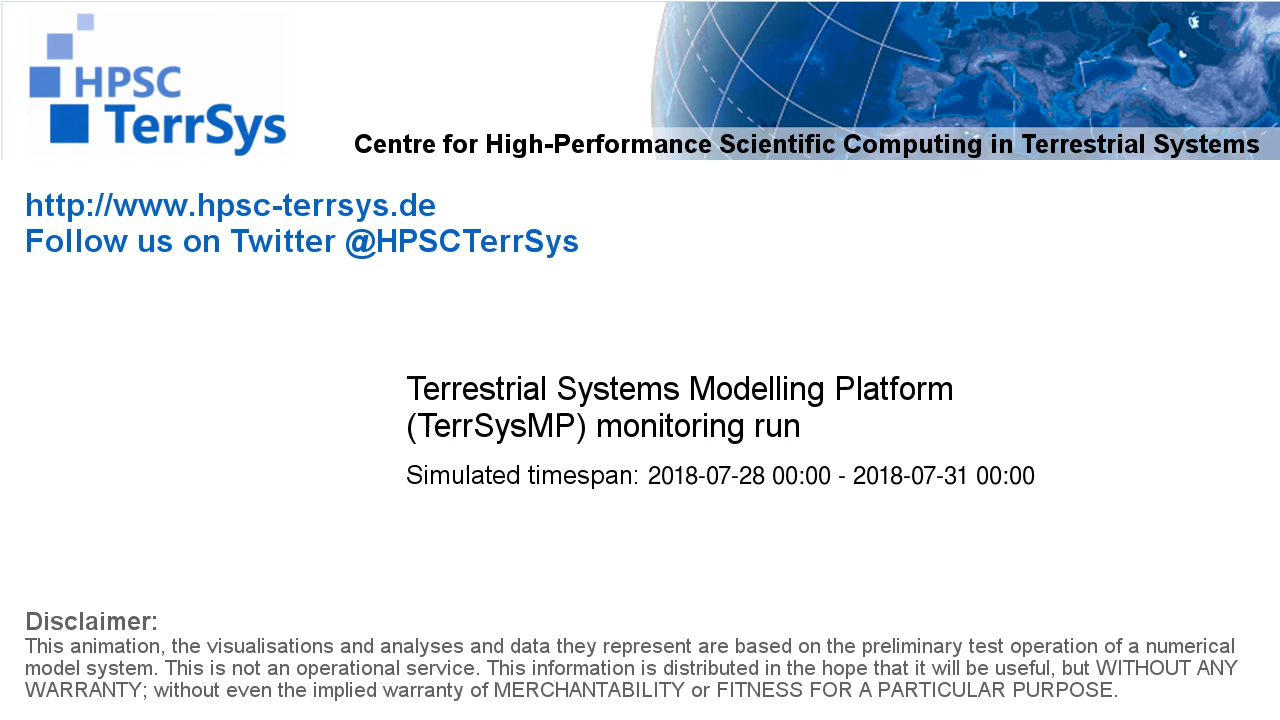 HPSC
TerrSys
Centre for High-Performance Scientific Computing in Terrestrial Systems
http://www.hpsc-terrsys.de
Follow us on Twitter @HPSCTerrSys
Terrestrial Systems Modelling Platform
(TerrSysMP) monitoring run
Simulated timespan: 2018-07-28 00:00 - 2018-07-31 00:00
Disclaimer:
This animation, the visualisations and analyses and data they represent are based on the preliminary test operation of a numerical
model system. This is not an operational service. This information is distributed in the hope that it will be useful, but WITHOUT ANY
WARRANTY; without even the implied warranty of MERCHANTABILITY or FITNESS FOR A PARTICULAR PURPOSE.